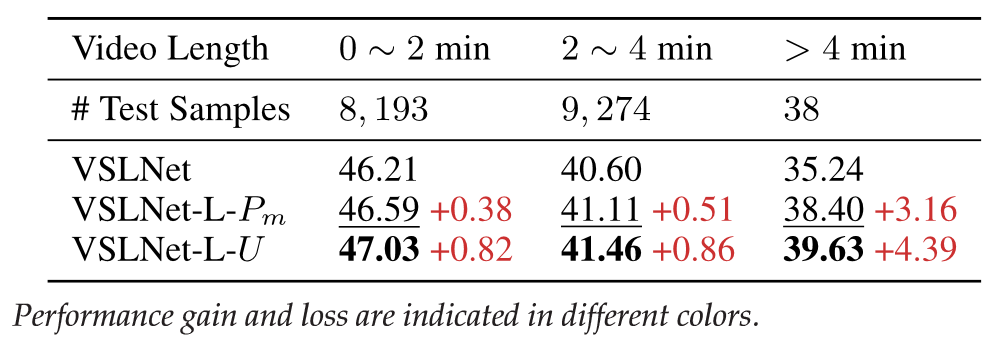 Video Length 0 ∼ 2 min 2 ∼ 4 min > 4 min
# Test Samples 8, 193 9, 274 38
VSLNet 46.21 40.60 35.24
VSLNet-L-Pm 46.59 +0.38 41.11 +0.51 38.40 +3.16
VSLNet-L-U 47.03 +0.82 41.46 +0.86 39.63 +4.39
Performance gain and loss are indicated in different colors.